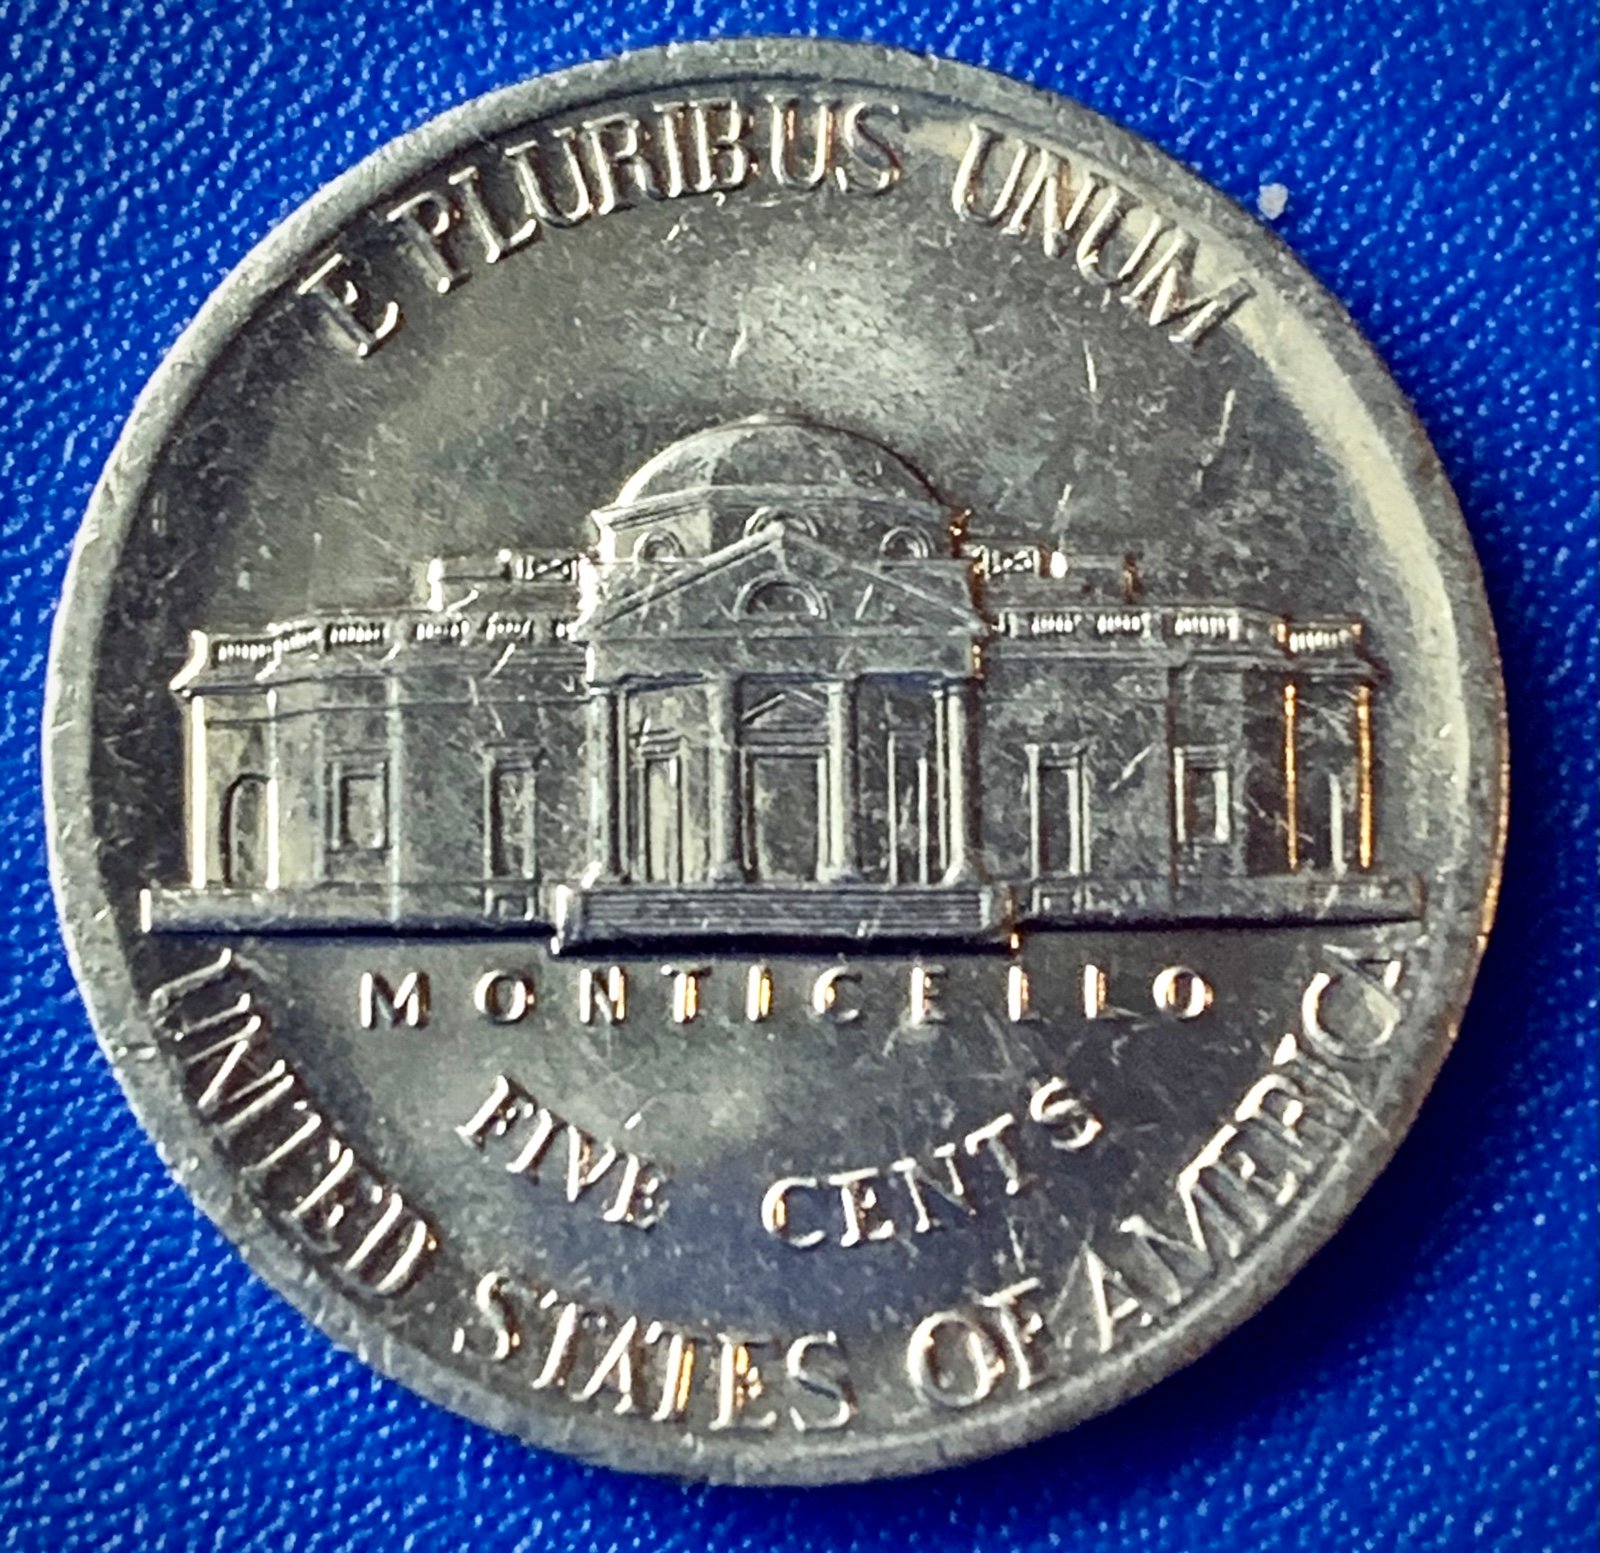 E PLURIBUS UNUM
MONTICELLO
FIVE CENTS
UNITED STATES OF AMERICA